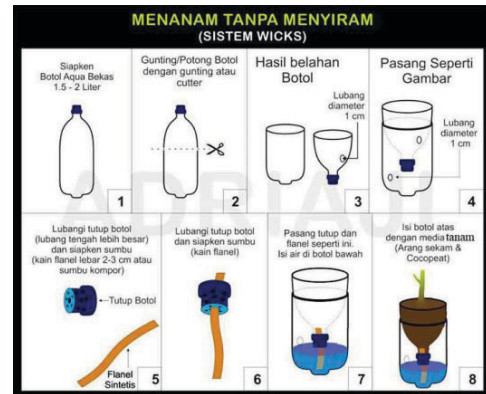 MENANAM TANPA MENYIRAM
(SISTEM WICKS)
Siapken
Botol Aqua Bekas
1.5 - 2 Liter
1
Gunting/Potong Botol
dengan gunting atau
cutter
2
Hasil belahan
Botol
Lubang
diameter
1 cm
3
Pasang Seperti
Gambar
Lubang
diameter
1 cm
4
Lubangi tutup botol
(lubang tengah lebih besar)
dan siapken sumbu
(kain flanel lebar 2-3 cm atau
sumbu kompor)
Tutup Botol
Flanel
Sintetis
5
Lubangi tutup botol
dan siapken sumbu
(kain flanel)
6
Pasang tutup dan
flanel seperti ini.
Isi air di botol bawah
7
Isi botol atas
dengan media tanam
(Arang sekam &
Cocopeat)
8
ADRIAJI